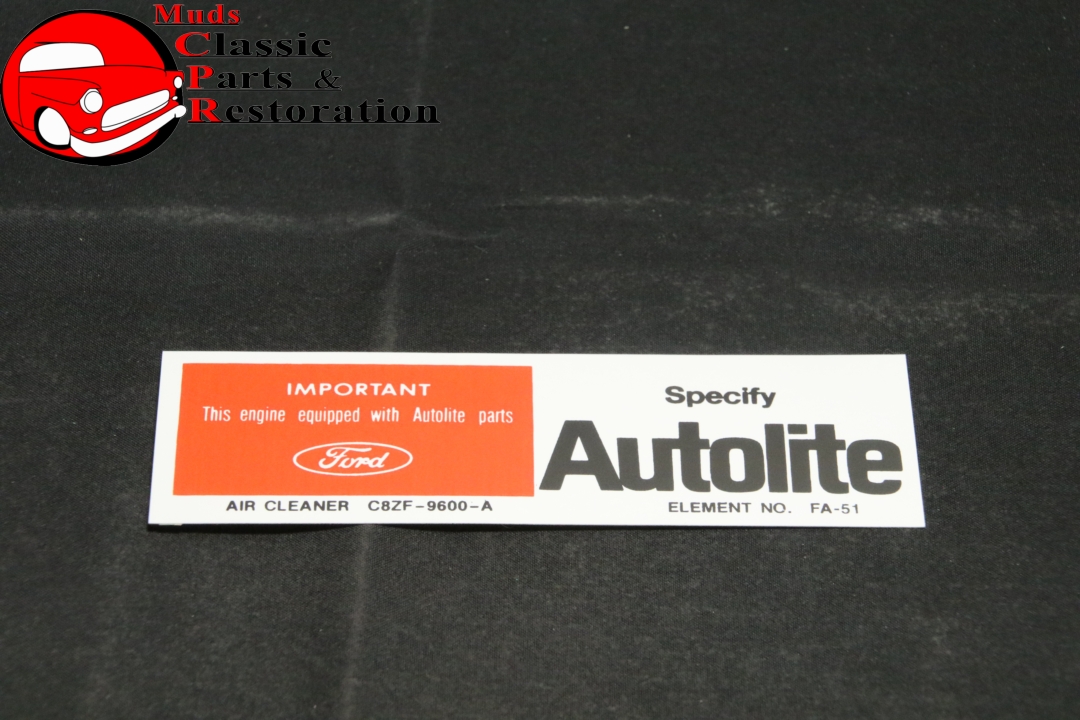 Muds
Classic
Parts &
Restoration
IMPORTANT
This engine equipped with Autolite parts
Ford
AIR CLEANER C8ZF-9600-A
Specify
Autolite
ELEMENT NO. FA-51